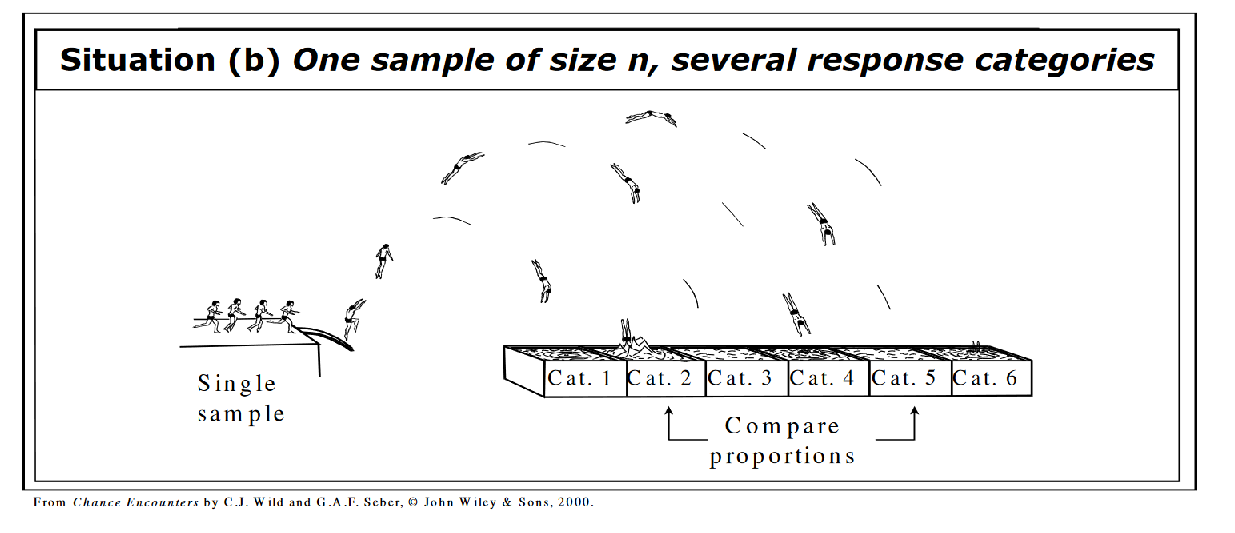 Situation (b) One sample of size n, several response categories
Single
sample
Cat. 1 Cat. 2 Cat. 3 Cat. 4 Cat. 5 Cat. 6
Compare
proportions
From Chance Encounters by C.J. Wild and G.A.F. Seber, © John Wiley & Sons, 2000.